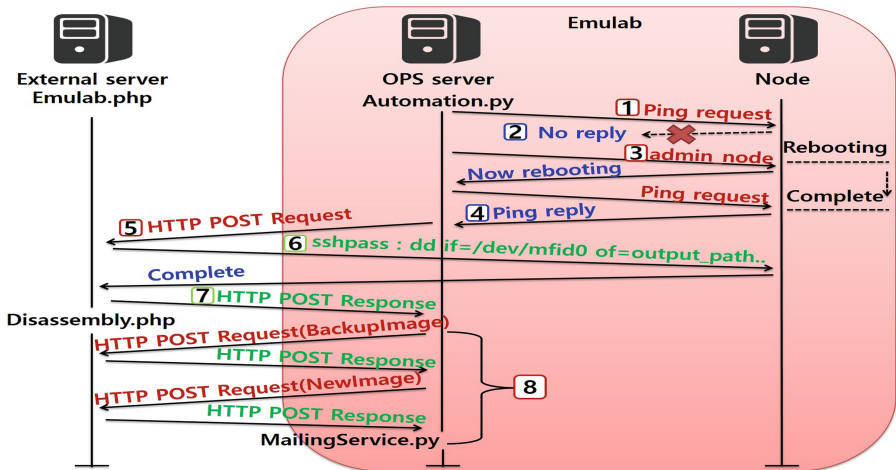 Emulab
External server
Emulab.php
OPS server
Automation.py
Node
1 Ping request
2 No reply
3 admin node
Rebooting
Now rebooting
Ping request
Complete
4 Ping reply
5 HTTP POST Request
6 sshpass : dd if=/dev/mfid0 of=output_path..
Complete
7 HTTP POST Response
Disassembly.php
HTTP POST Request(BackupImage)
HTTP POST Response
8
HTTP POST Request(NewImage)
HTTP POST Response
MailingService.py